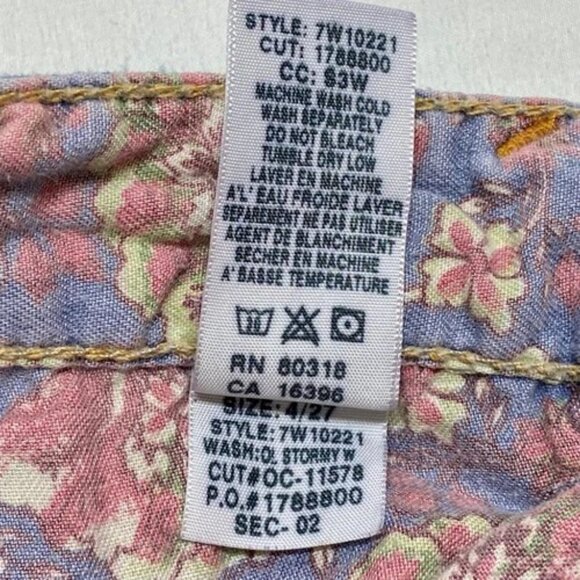 STYLE: 7W10221
CUT: 1788800
CC: S3W
MACHINE WASH COLD
WASH SEPARATELY
DO NOT BLEACH
TUMBLE DRY LOW
LAVER EN MACHINE
A'L' EAU FROIDE LAVER
SEPAREMENT NE PAS UTILISER
AGENT DE BLANCHIMENT
SECHER EN MACHINE
A' BASSE TEMPERATURE
RN 80318
CA 16396
SIZE: 4/27
STYLE: 7W10221
WASH:O. STORMY W
CUT#OC-11578
P.O.#1788800
SEC- 02